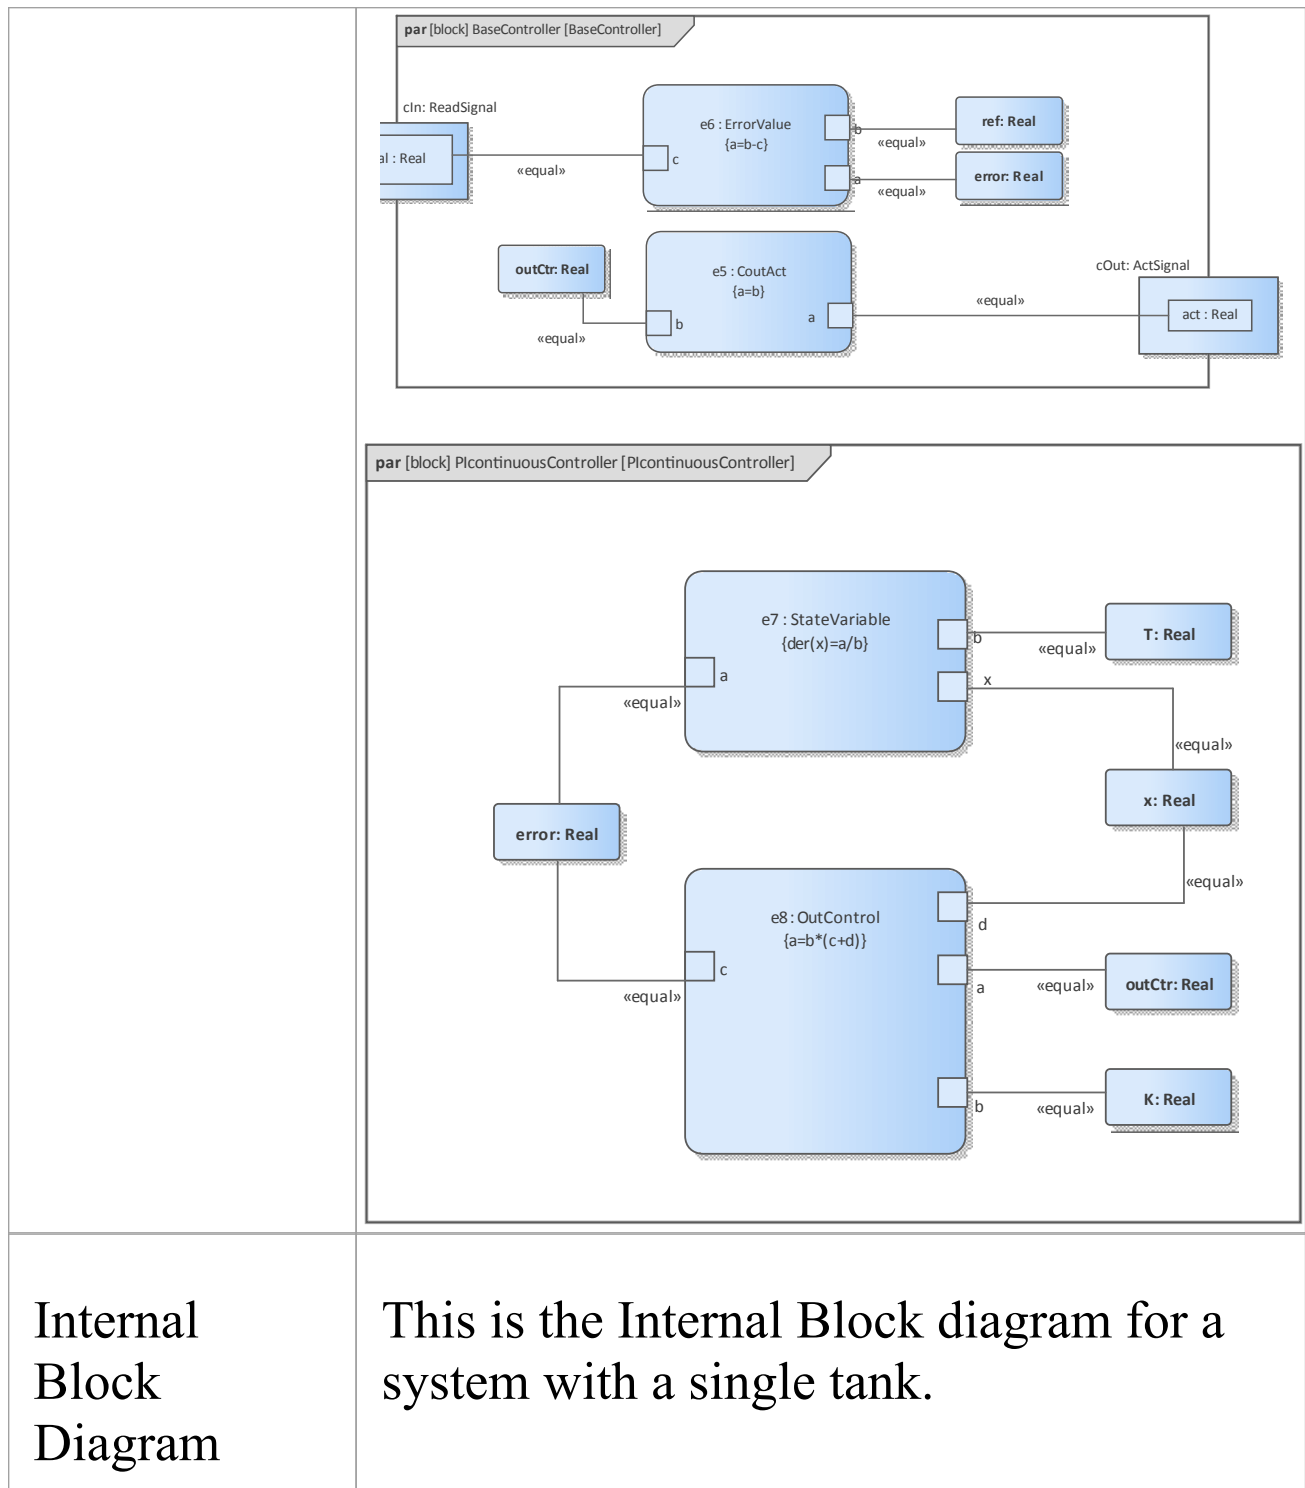 par [block] BaseController [BaseController]
cIn: ReadSignal
al : Real
«equal»
e6 : ErrorValue
{a=b-c}
c
b
a
«equal»
«equal»
ref: Real
error: Real
outCtr: Real
«equal»
e5 : CoutAct
{a=b}
b
a
«equal»
cOut: ActSignal
act : Real
par [block] PIcontinuousController [PIcontinuousController]
e7 : StateVariable
{der(x)=a/b}
a
b
x
«equal»
«equal»
T: Real
«equal»
x: Real
«equal»
error: Real
e8 : OutControl
{a=b*(c+d)}
c
d
a
b
«equal»
«equal»
outCtr: Real
«equal»
K: Real
Internal
Block
Diagram
This is the Internal Block diagram for a
system with a single tank.